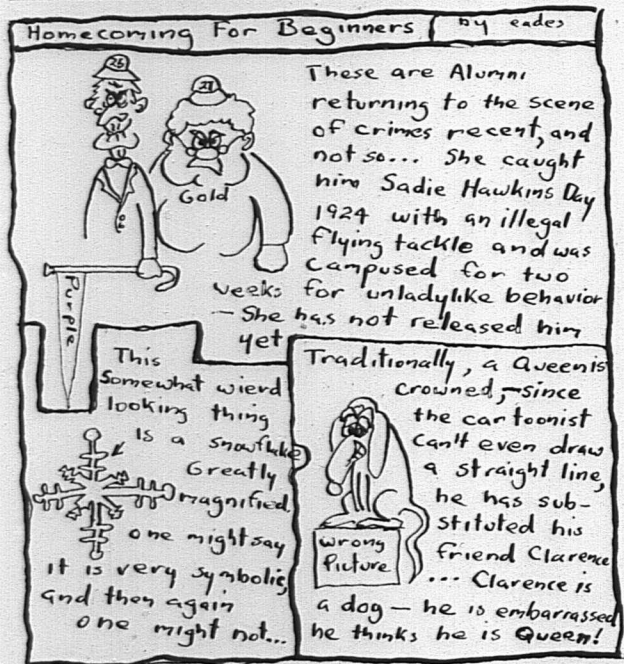 Homecoming For Beginners by eades
26
27
Gold
Purple
These are Alumni
returning to the scene
of crimes recent, and
not so... She caught
him Sadie Hawkins Day
1924 with an illegal
flying tackle and was
campused for two
weeks for unladylike behavior
— She has not released him
yet
This
Somewhat wierd
looking thing
is a snowflake
Greatly
magnified
one might say
it is very symbolic,
and then again
one might not...
Traditionally, a Queen is
crowned, — since
the cartoonist
can't even draw
a straight line,
he has sub-
stituted his
friend Clarence
... Clarence is
a dog — he is embarrassed
he thinks he is Queen!
Wrong
Picture